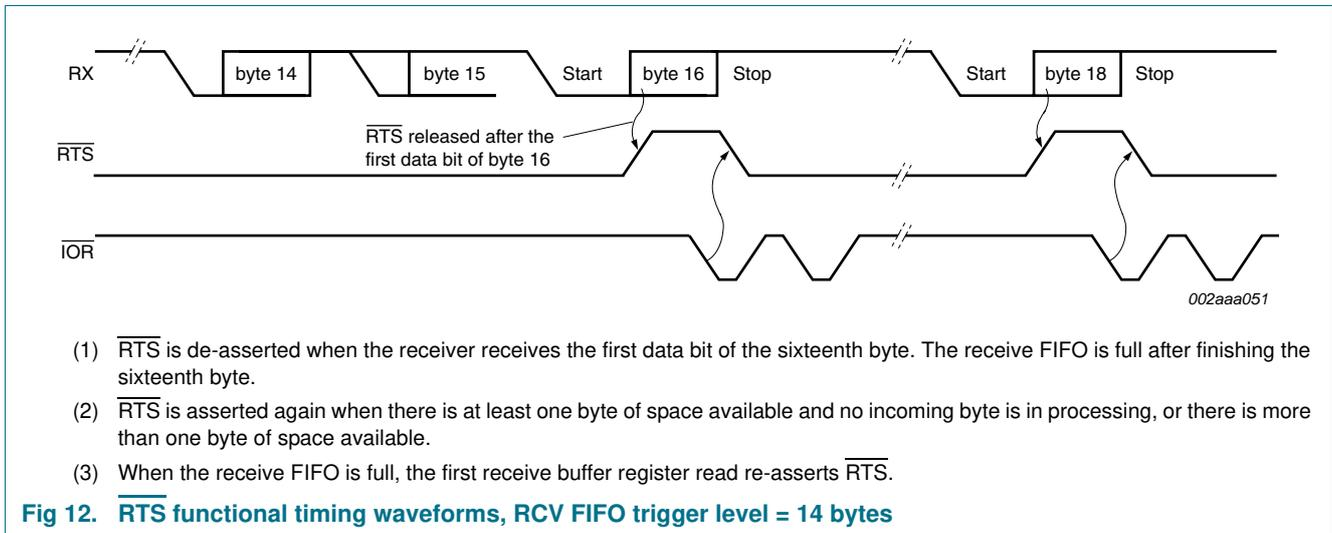 RX byte 14 byte 15 Start byte 16 Stop Start byte 18 Stop
RTS released after the
first data bit of byte 16
RTS
IOR
002aaa051
(1) RTS is de-asserted when the receiver receives the first data bit of the sixteenth byte. The receive FIFO is full after finishing the
sixteenth byte.
(2) RTS is asserted again when there is at least one byte of space available and no incoming byte is in processing, or there is more
than one byte of space available.
(3) When the receive FIFO is full, the first receive buffer register read re-asserts RTS.
Fig 12. RTS functional timing waveforms, RCV FIFO trigger level = 14 bytes